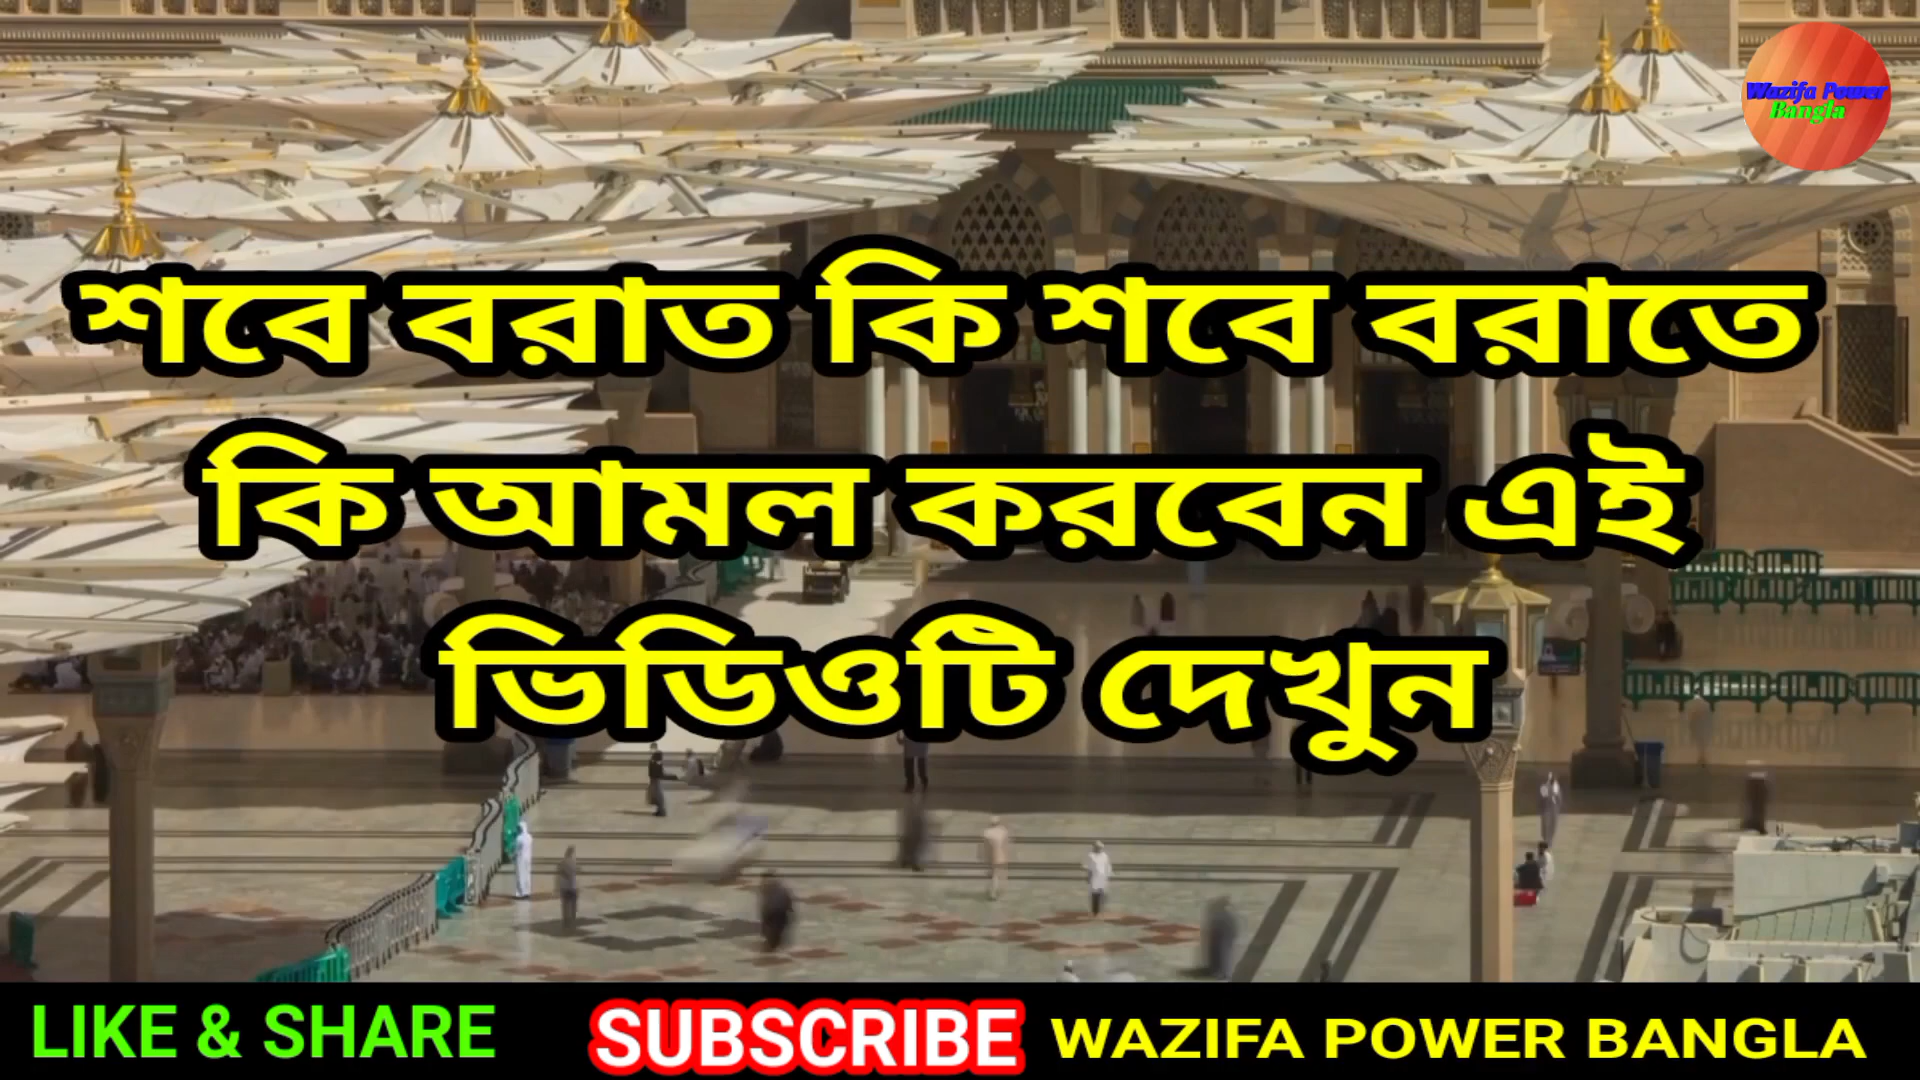 Wazifa Power
Bangla
শবে বরাত কি শবে বরাতে
কি আমল করবেন এই
ভিডিওটি দেখুন
LIKE & SHARE SUBSCRIBE WAZIFA POWER BANGLA